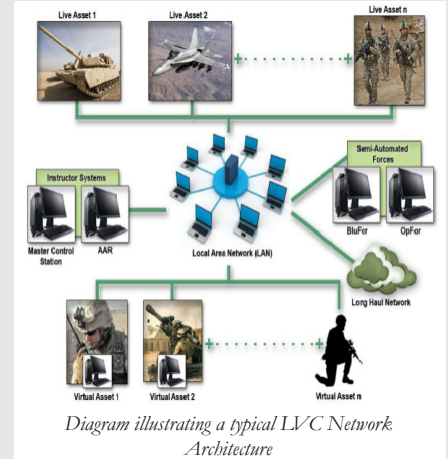 Live Asset 1
Live Asset 2
Live Asset n
Instructor Systems
Master Control
Station
AAR
Local Area Network (LAN)
Semi-Automated
Forces
BluFor
OpFor
Long Haul Network
Virtual Asset 1
Virtual Asset 2
Virtual Asset n
Diagram illustrating a typical LVC Network
Architecture